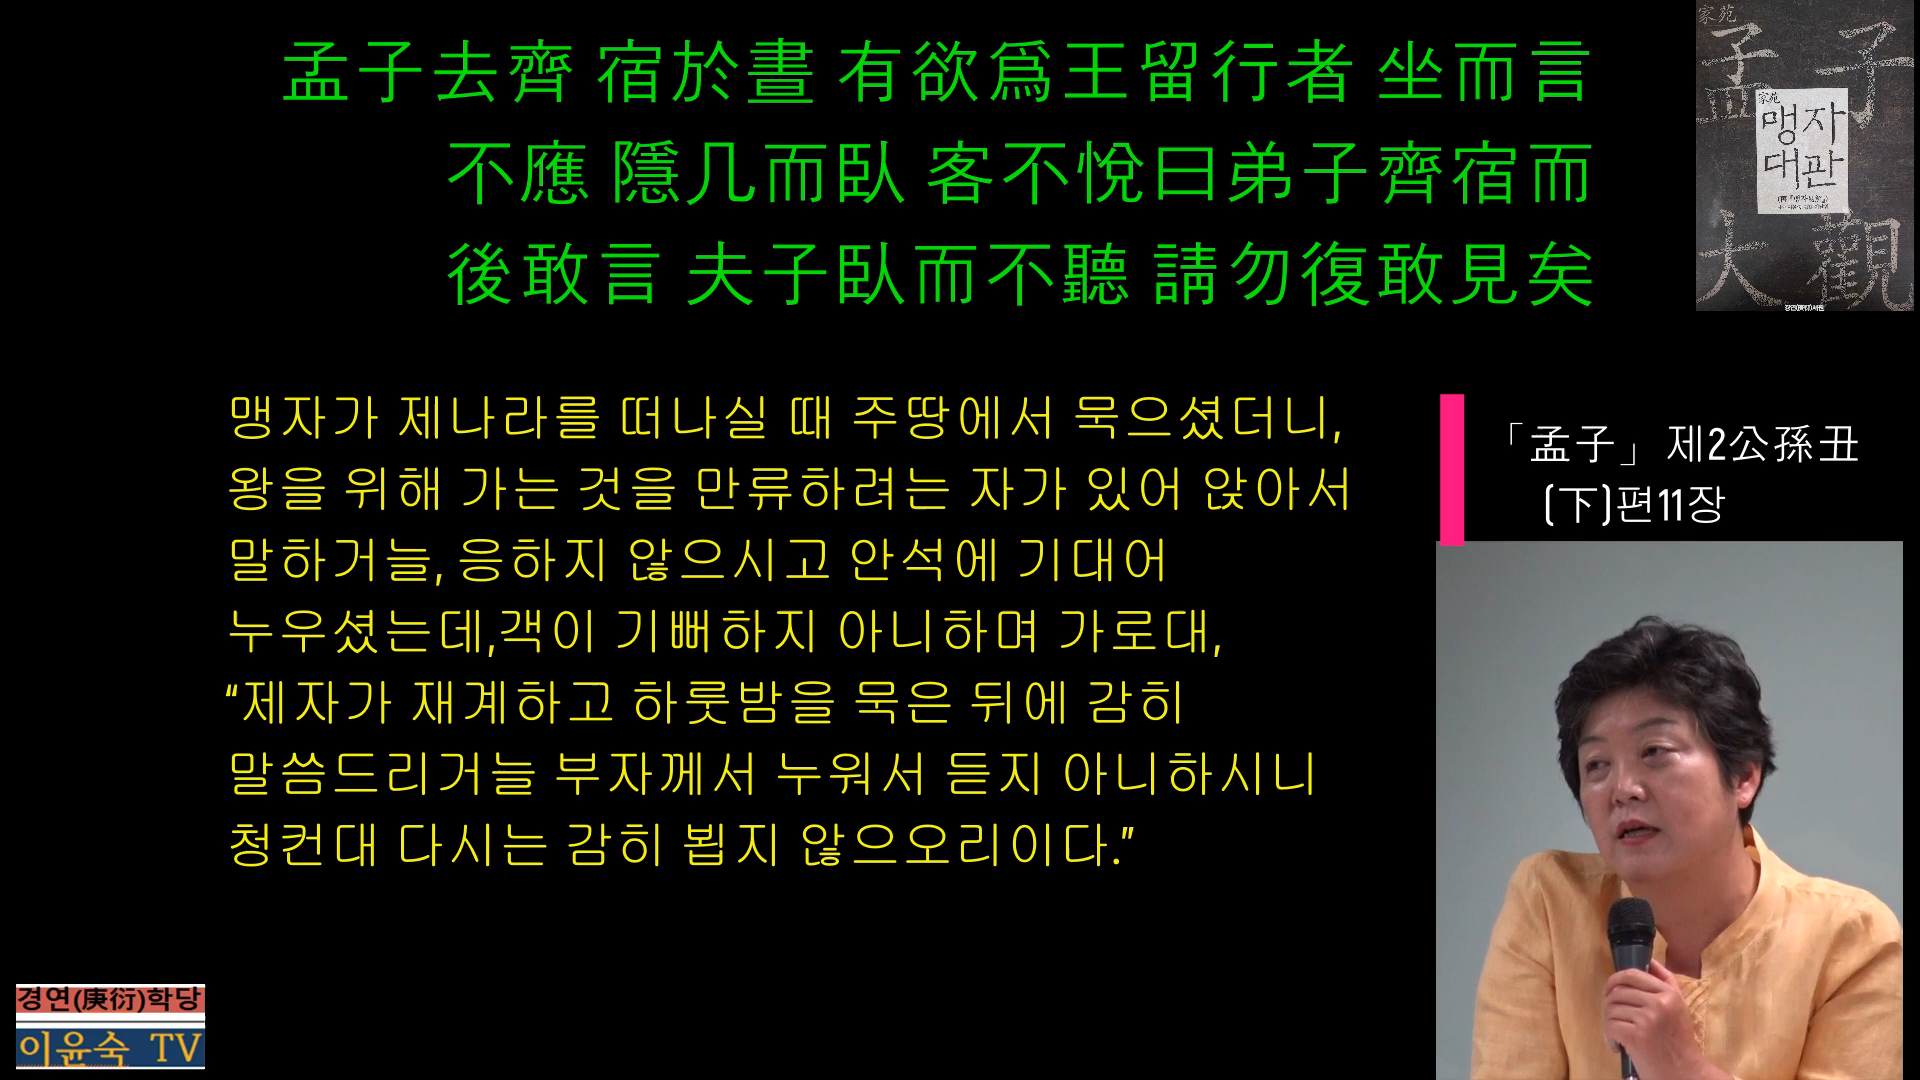 孟子去齊 宿於晝 有欲爲王留行者 坐而言
不應 隱几而臥 客不悅曰弟子齊宿而
後敢言 夫子臥而不聽 請勿復敢見矣
맹자가 제나라를 떠나실 때 주땅에서 묵으셨더니,
왕을 위해 가는 것을 만류하려는 자가 있어 앉아서
말하거늘, 응하지 않으시고 안석에 기대어
누우셨는데,객이 기뻐하지 아니하며 가로대,
“제자가 재계하고 하룻밤을 묵은 뒤에 감히
말씀드리거늘 부자께서 누워서 듣지 아니하시니
청컨대 다시는 감히 뵙지 않으오리이다.”
家苑
孟子
家苑
맹자
대관
大觀
「孟子」 제2公孫丑
(下)편11장
경연(庚衍)학당
이윤숙 TV